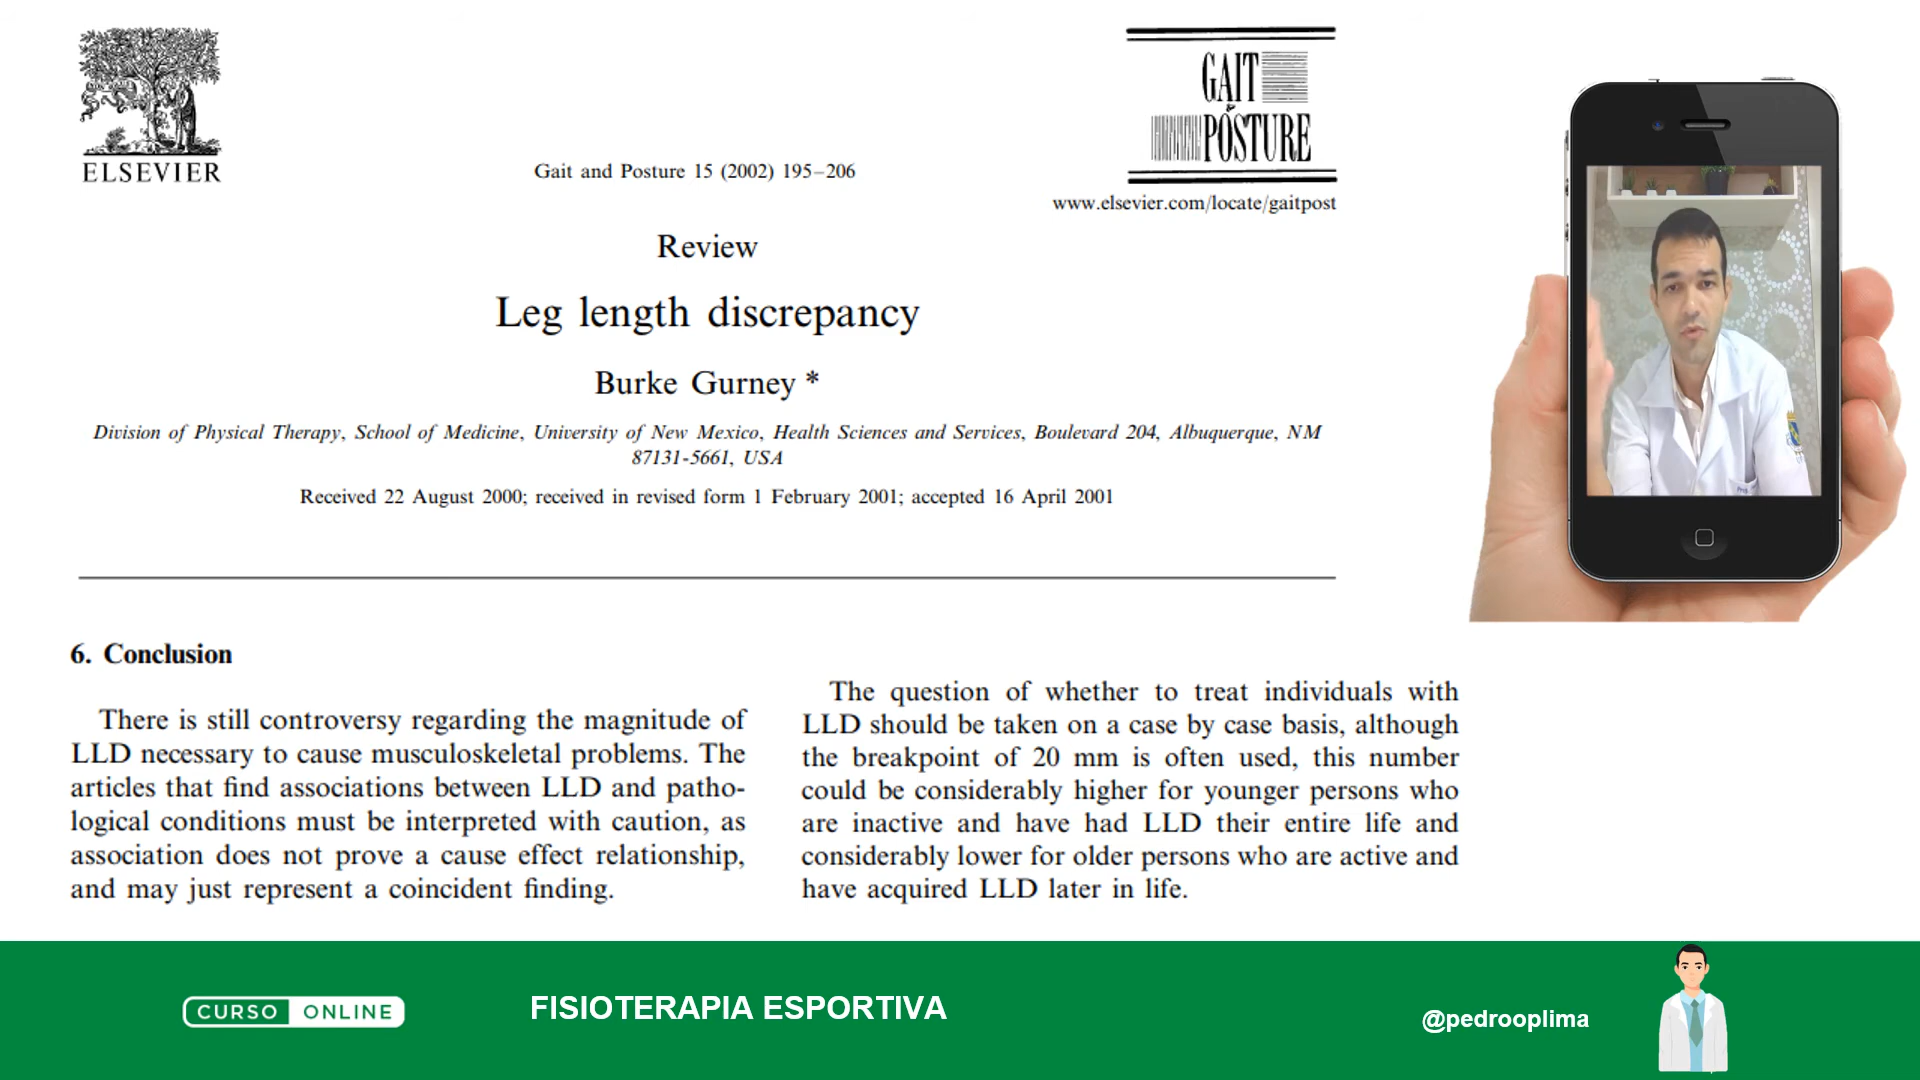 ELSEVIER
GAIT
&
POSTURE
Gait and Posture 15 (2002) 195–206
www.elsevier.com/locate/gaitpost
Review
Leg length discrepancy
Burke Gurney *
Division of Physical Therapy, School of Medicine, University of New Mexico, Health Sciences and Services, Boulevard 204, Albuquerque, NM
87131-5661, USA
Received 22 August 2000; received in revised form 1 February 2001; accepted 16 April 2001
6. Conclusion
There is still controversy regarding the magnitude of
LLD necessary to cause musculoskeletal problems. The
articles that find associations between LLD and patho-
logical conditions must be interpreted with caution, as
association does not prove a cause effect relationship,
and may just represent a coincident finding.
The question of whether to treat individuals with
LLD should be taken on a case by case basis, although
the breakpoint of 20 mm is often used, this number
could be considerably higher for younger persons who
are inactive and have had LLD their entire life and
considerably lower for older persons who are active and
have acquired LLD later in life.
CURSO ONLINE
FISIOTERAPIA ESPORTIVA
@pedrooplima